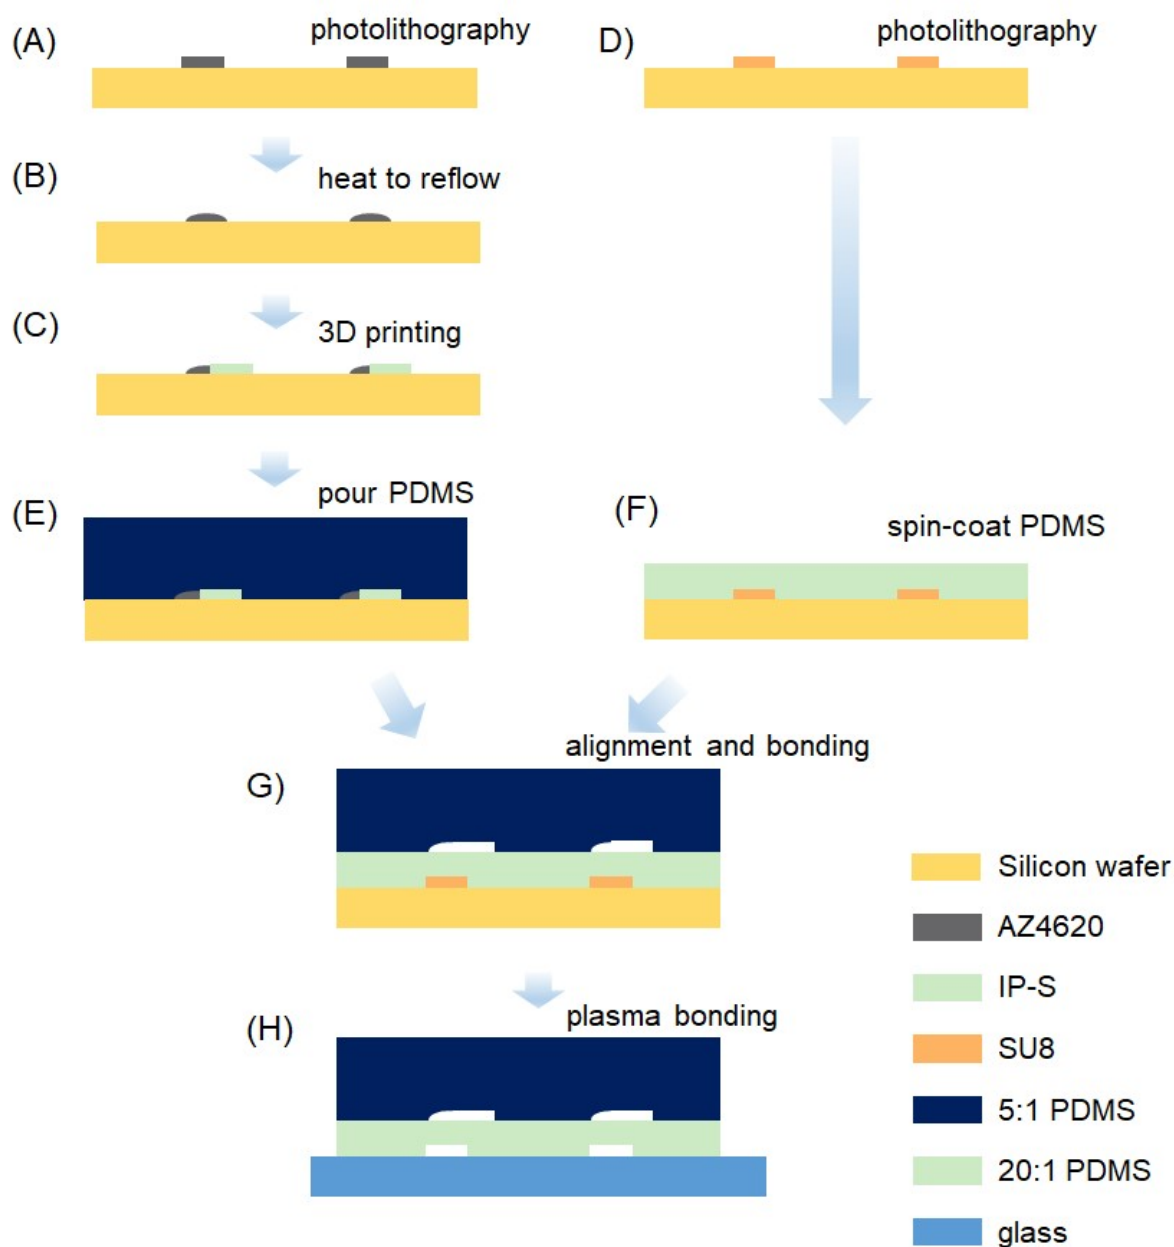 (A)
photolithography
D)
photolithography
(B)
heat to reflow
(C)
3D printing
(E)
pour PDMS
(F)
spin-coat PDMS
alignment and bonding
G)
Silicon wafer
AZ4620
IP-S
(H)
plasma bonding
SU8
5:1 PDMS
20:1 PDMS
glass